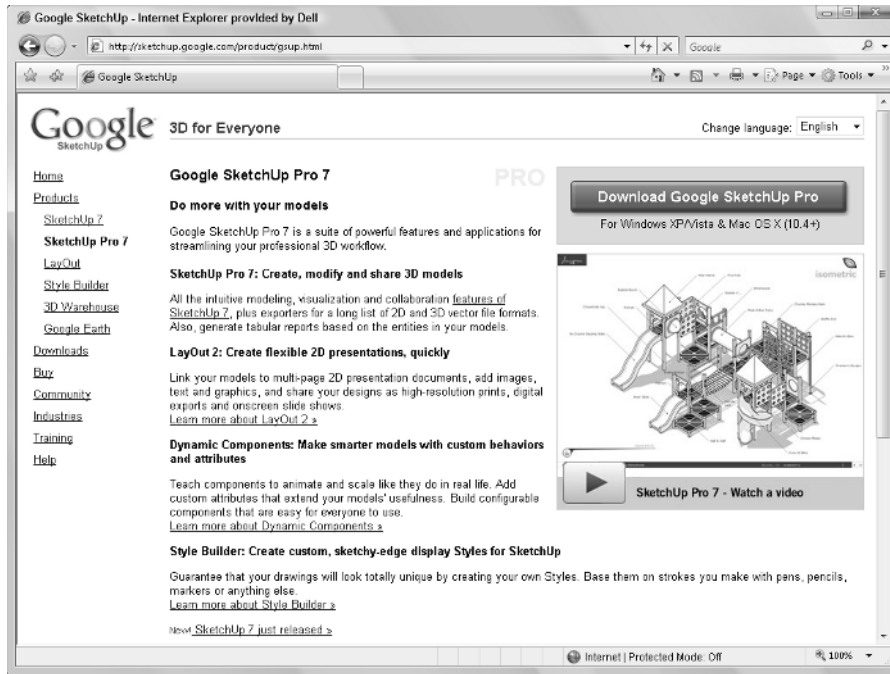 Google SketchUp - Internet Explorer provided by Dell
http://sketchup.google.com/product/gsup.html
Google
Google SketchUp
Page
Tools
Google
SketchUp
3D for Everyone
Change language: English
Home
Products
SketchUp 7
SketchUp Pro 7
LayOut
Style Builder
3D Warehouse
Google Earth
Downloads
Buy
Community
Industries
Training
Help
Google SketchUp Pro 7
PRO
Do more with your models
Google SketchUp Pro 7 is a suite of powerful features and applications for
streamlining your professional 3D workflow.
SketchUp Pro 7: Create, modify and share 3D models
All the intuitive modeling, visualization and collaboration features of
SketchUp 7, plus exporters for a long list of 2D and 3D vector file formats.
Also, generate tabular reports based on the entities in your models.
LayOut 2: Create flexible 2D presentations, quickly
Link your models to multi-page 2D presentation documents, add images,
text and graphics, and share your designs as high-resolution prints, digital
exports and onscreen slide shows.
Learn more about LayOut 2 »
Dynamic Components: Make smarter models with custom behaviors
and attributes
Teach components to animate and scale like they do in real life. Add
custom attributes that extend your models' usefulness. Build configurable
components that are easy for everyone to use.
Learn more about Dynamic Components »
Style Builder: Create custom, sketchy-edge display Styles for SketchUp
Guarantee that your drawings will look totally unique by creating your own Styles. Base them on strokes you make with pens, pencils,
markers or anything else.
Learn more about Style Builder »
New! SketchUp 7 just released »
Download Google SketchUp Pro
For Windows XP/Vista & Mac OS X (10.4+)
isometric
SketchUp Pro 7 - Watch a video
Internet | Protected Mode: Off
100%